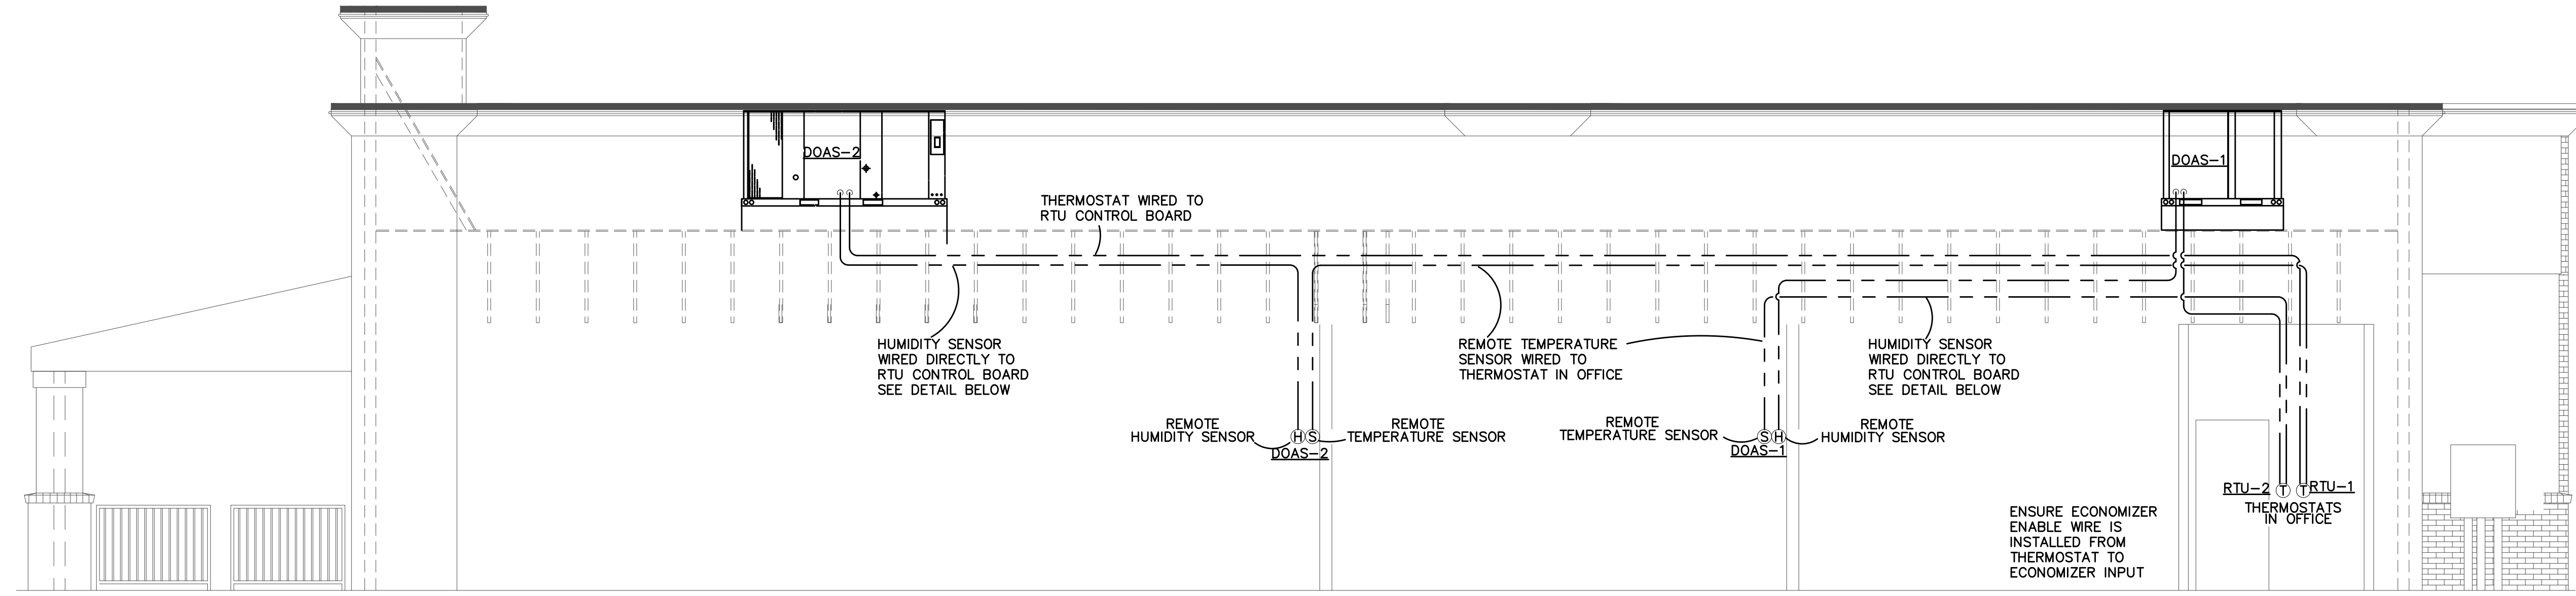 DOAS-2
DOAS-1
THERMOSTAT WIRED TO
RTU CONTROL BOARD
HUMIDITY SENSOR
WIRED DIRECTLY TO
RTU CONTROL BOARD
SEE DETAIL BELOW
REMOTE TEMPERATURE
SENSOR WIRED TO
THERMOSTAT IN OFFICE
HUMIDITY SENSOR
WIRED DIRECTLY TO
RTU CONTROL BOARD
SEE DETAIL BELOW
REMOTE
HUMIDITY SENSOR
H S
DOAS-2
REMOTE
TEMPERATURE SENSOR
REMOTE
TEMPERATURE SENSOR
S H
DOAS-1
REMOTE
HUMIDITY SENSOR
RTU-2 T T RTU-1
THERMOSTATS
IN OFFICE
ENSURE ECONOMIZER
ENABLE WIRE IS
INSTALLED FROM
THERMOSTAT TO
ECONOMIZER INPUT